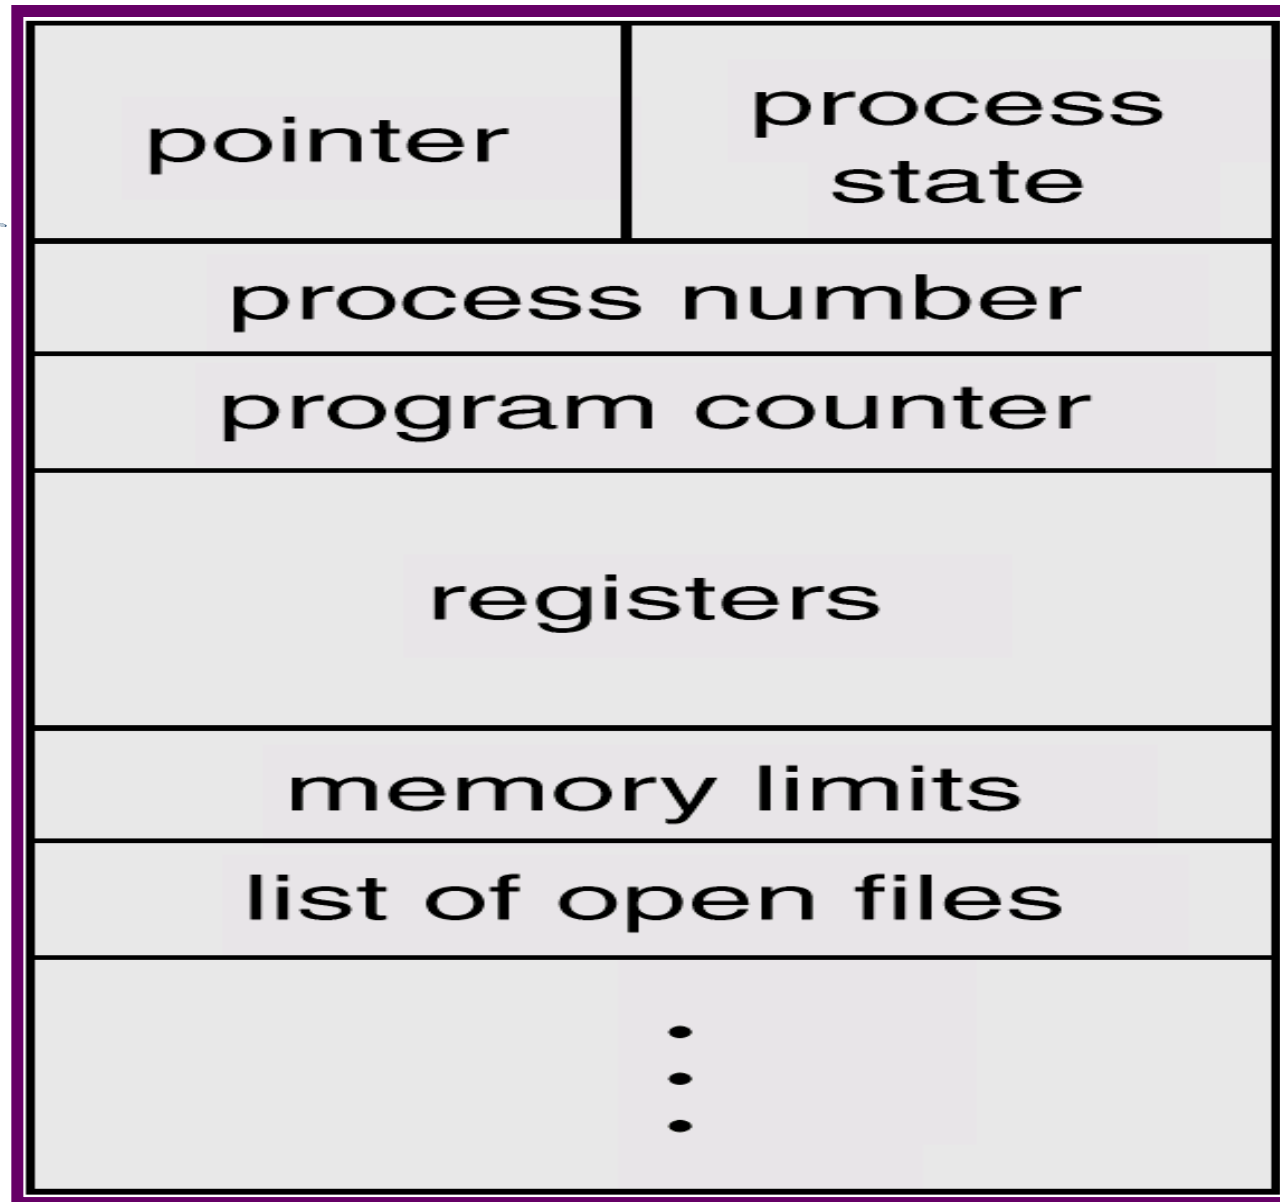 pointer
process
state
process number
program counter
registers
memory limits
list of open files